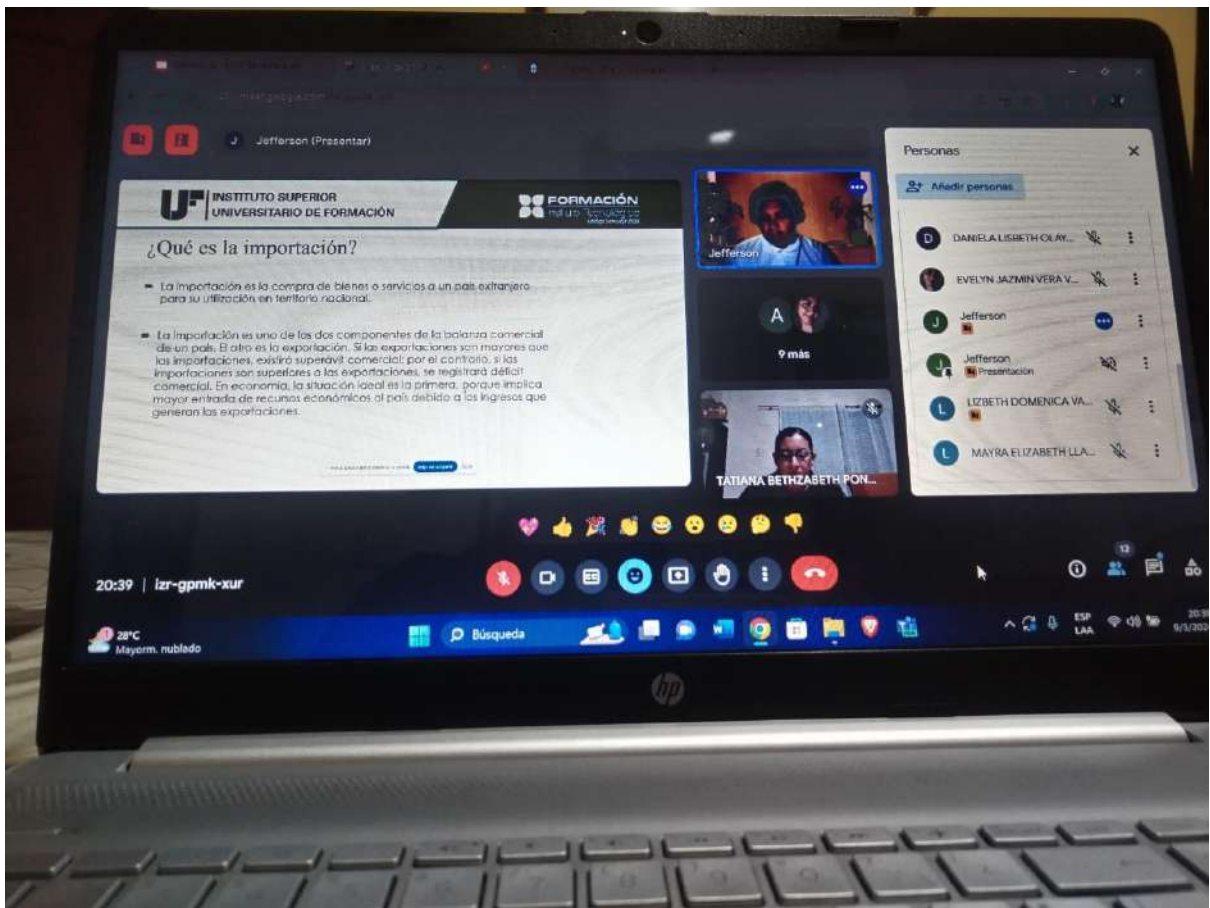 Jefferson (Presentar)
UF INSTITUTO SUPERIOR
UNIVERSITARIO DE FORMACIÓN
FORMACIÓN
¿Qué es la importación?
La importación es la compra de bienes o servicios a un país extranjero
para su utilización en territorio nacional.
La importación es uno de los dos componentes de la balanza comercial
de un país. El otro es la exportación. Si las exportaciones son mayores que
las importaciones, existirá superávit comercial; por el contrario, si las
importaciones son superiores a las exportaciones, se registrará déficit
comercial. En economía, la situación ideal es la primera, porque implica
mayor entrada de recursos económicos al país debido a los ingresos que
generan las exportaciones.
Jefferson
A
9 más
TATIANA BETHZABETH PON...
Personas
Añadir personas
D DANIELA LISBETH OLAY...
EVELYN JAZMIN VERA V...
J Jefferson
J Jefferson
Presentación
L LIZBETH DOMENICA VA...
L MAYRA ELIZABETH LLA...
20:39 | izr-gpmk-xur
CC
12
28°C
Mayorm. nublado
Búsqueda
ESP
LAA
20:39
hp